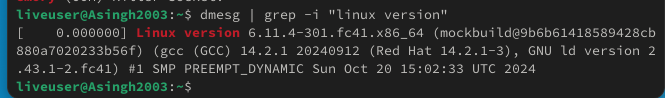 liveuser@Asingh2003:~$ dmesg | grep -i "linux version"
[    0.000000] Linux version 6.11.4-301.fc41.x86_64 (mockbuild@9b6b61418589428cb
880a7020233b56f) (gcc (GCC) 14.2.1 20240912 (Red Hat 14.2.1-3), GNU ld version 2
.43.1-2.fc41) #1 SMP PREEMPT_DYNAMIC Sun Oct 20 15:02:33 UTC 2024
liveuser@Asingh2003:~$